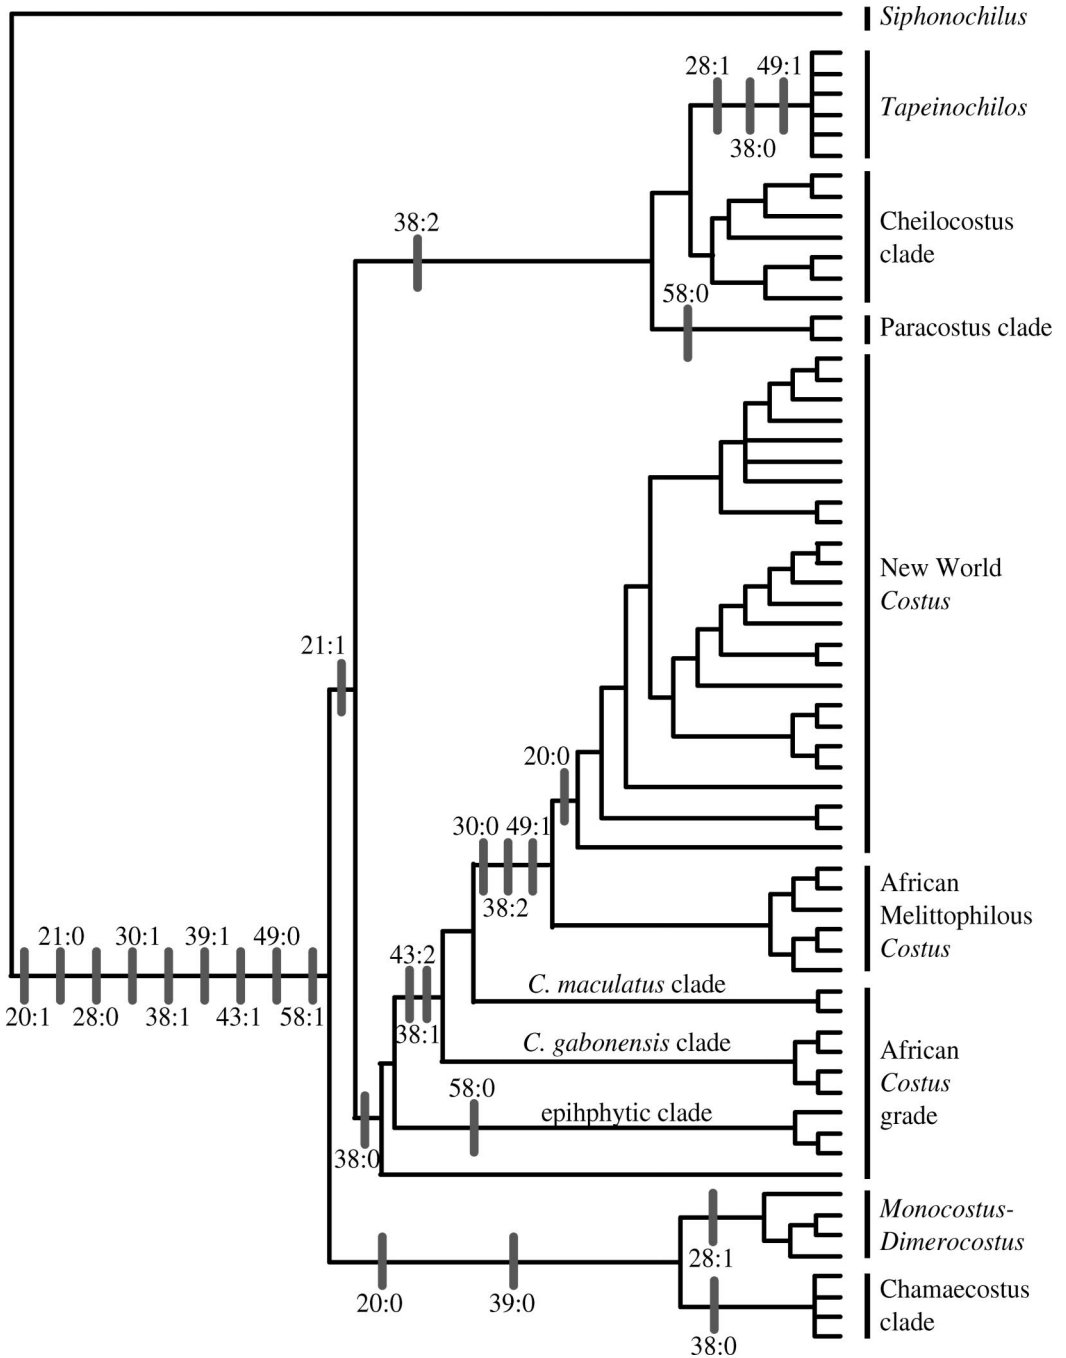 Siphonochilus
28:1 49:1
Tapeinochilos
38:0
38:2
Cheilocostus
clade
58:0
Paracostus clade
New World
Costus
21:1
20:0
30:0 49:1
38:2
African
Melittophilous
Costus
21:0 30:1 39:1 49:0
20:1 28:0 38:1 43:1 58:1
43:2
38:1
C. maculatus clade
C. gabonensis clade
African
Costus
grade
58:0
epihphytic clade
38:0
Monocostus-
Dimerocostus
28:1
20:0 39:0
Chamaecostus
clade
38:0